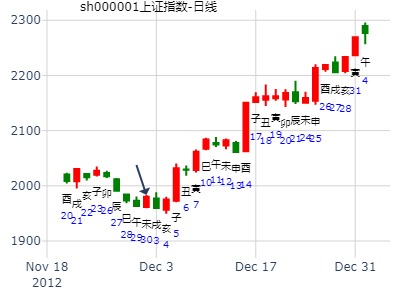 sh000001上证指数-日线
2300
2200
2100
2000
1900
酉
20
戌
21
亥
22
子
23
卯
26
辰
27
巳
28
午
29
未
30
戌
3
亥
4
子
5
丑
6
寅
7
巳
10
午
11
未
12
申
13
酉
14
子
17
丑
18
寅
19
卯
20
辰
21
未
24
申
25
酉
26
戌
27
亥
28
寅
31
午
4
Nov 18
2012
Dec 3
Dec 17
Dec 31